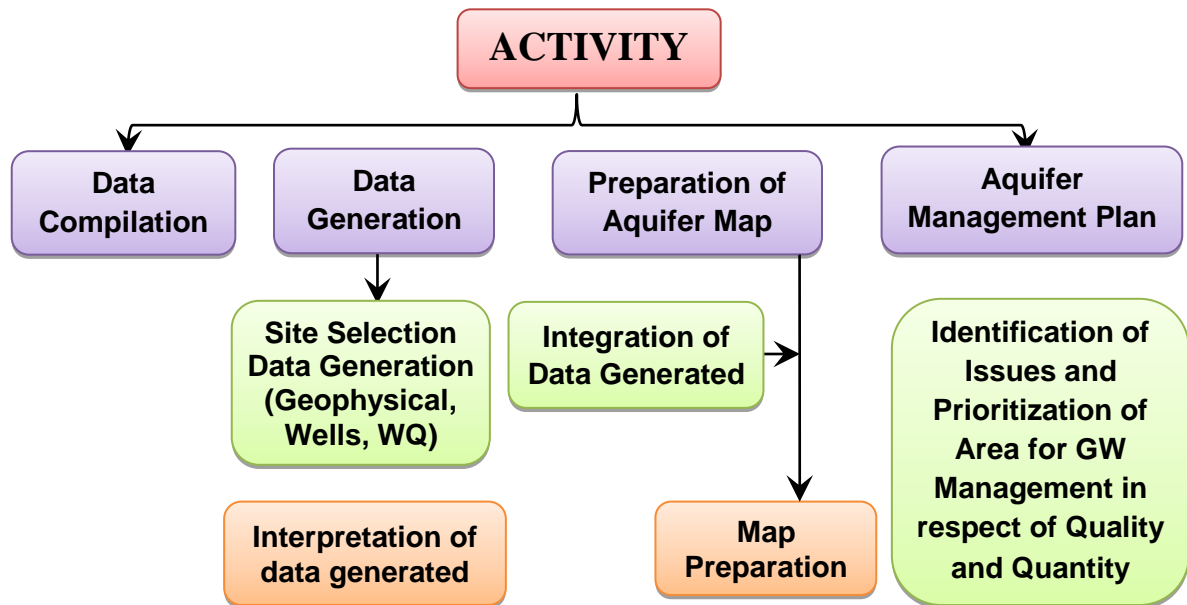 ACTIVITY
Data
Compilation
Data
Generation
Preparation of
Aquifer Map
Aquifer
Management Plan
Site Selection
Data Generation
(Geophysical,
Wells, WQ)
Integration of
Data Generated
Identification of
Issues and
Prioritization of
Area for GW
Management in
respect of Quality
and Quantity
Interpretation of
data generated
Map
Preparation